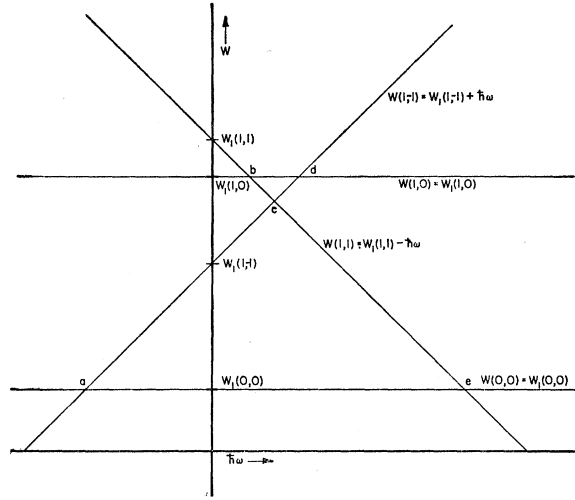 W
W(1,-1) = W₁(1,-1) + ħω
W₁(1,1)
b
d
W₁(1,0)
W(1,0) = W₁(1,0)
c
W(1,1) = W₁(1,1) - ħω
W₁(1,-1)
a
W₁(0,0)
e
W(0,0) = W₁(0,0)
ħω